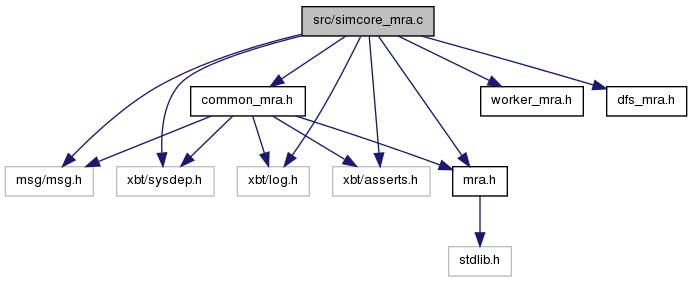 src/simcore_mra.c
common_mra.h
worker_mra.h
dfs_mra.h
msg/msg.h
xbt/sysdep.h
xbt/log.h
xbt/asserts.h
mra.h
stdlib.h